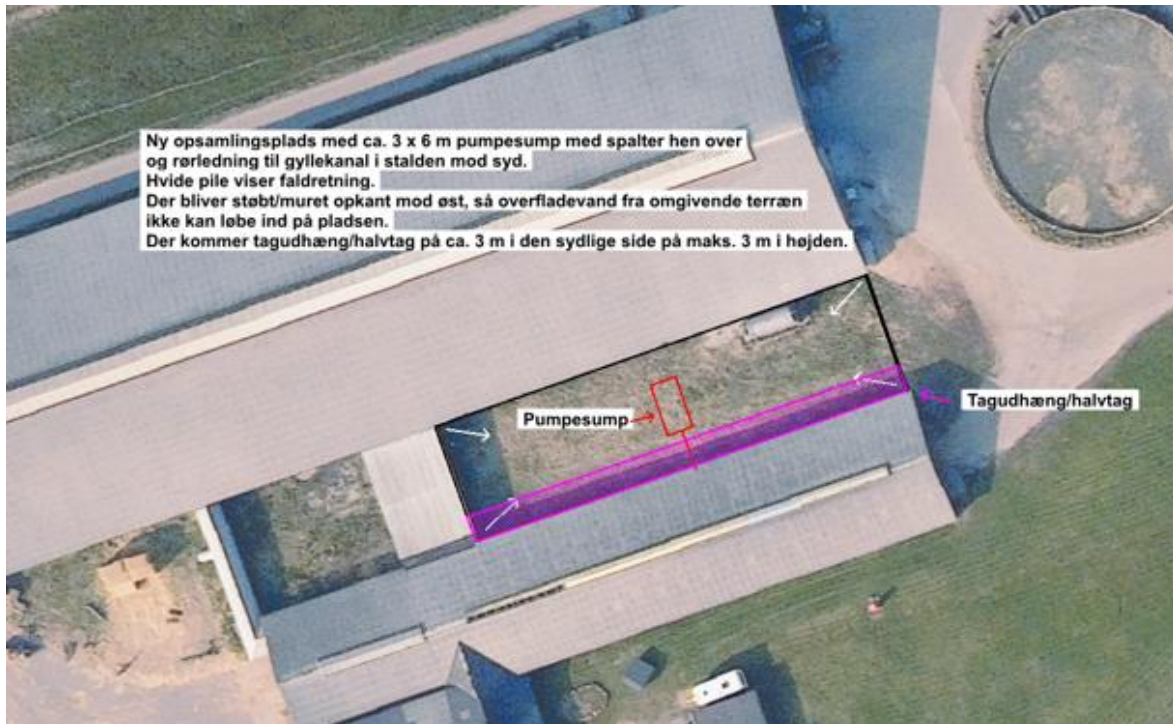 Ny opsamlingsplads med ca. 3 x 6 m pumpesump med spalter hen over
og rørledning til gyllekanal i stalden mod syd.
Hvide pile viser faldretning.
Der bliver støbt/muret opkant mod øst, så overfladevand fra omgivende terræn
ikke kan løbe ind på pladsen.
Der kommer tagudhæng/halvtag på ca. 3 m i den sydlige side på maks. 3 m i højden.
Tagudhæng/halvtag
Pumpesump